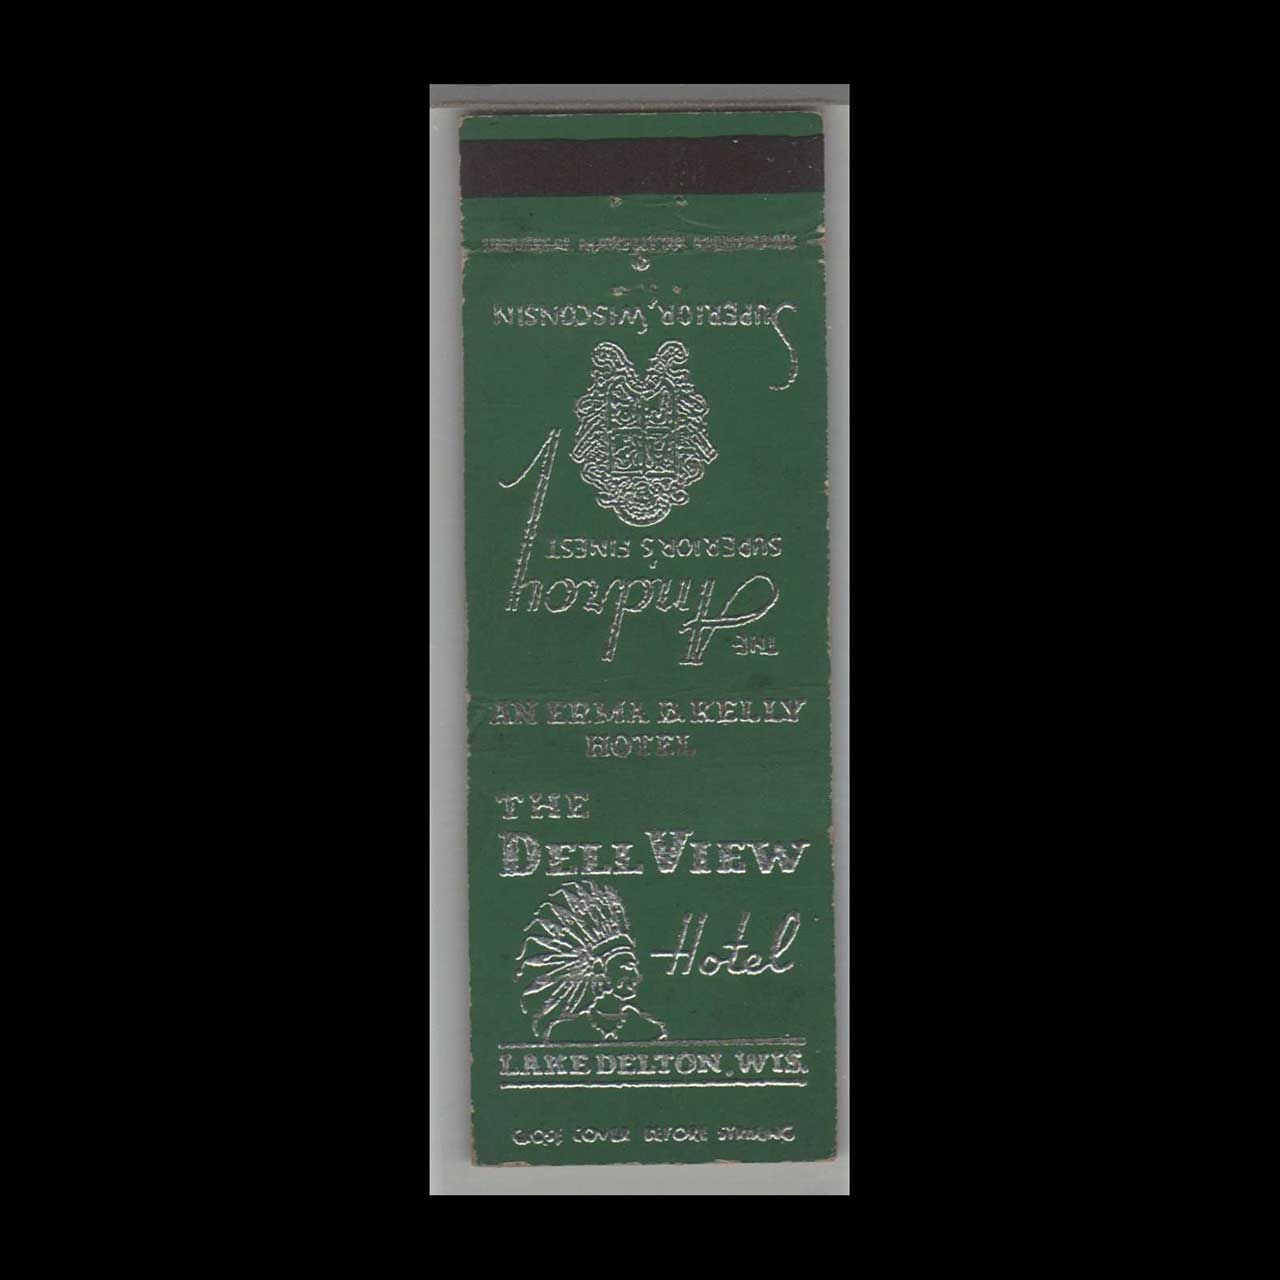 THE
Androy
SUPERIOR'S FINEST
SUPERIOR, WISCONSIN
AN ERMA B. KELLY
HOTEL
THE
DELL VIEW
Hotel
LAKE DELTON, WIS.
CLOSE COVER BEFORE STRIKING